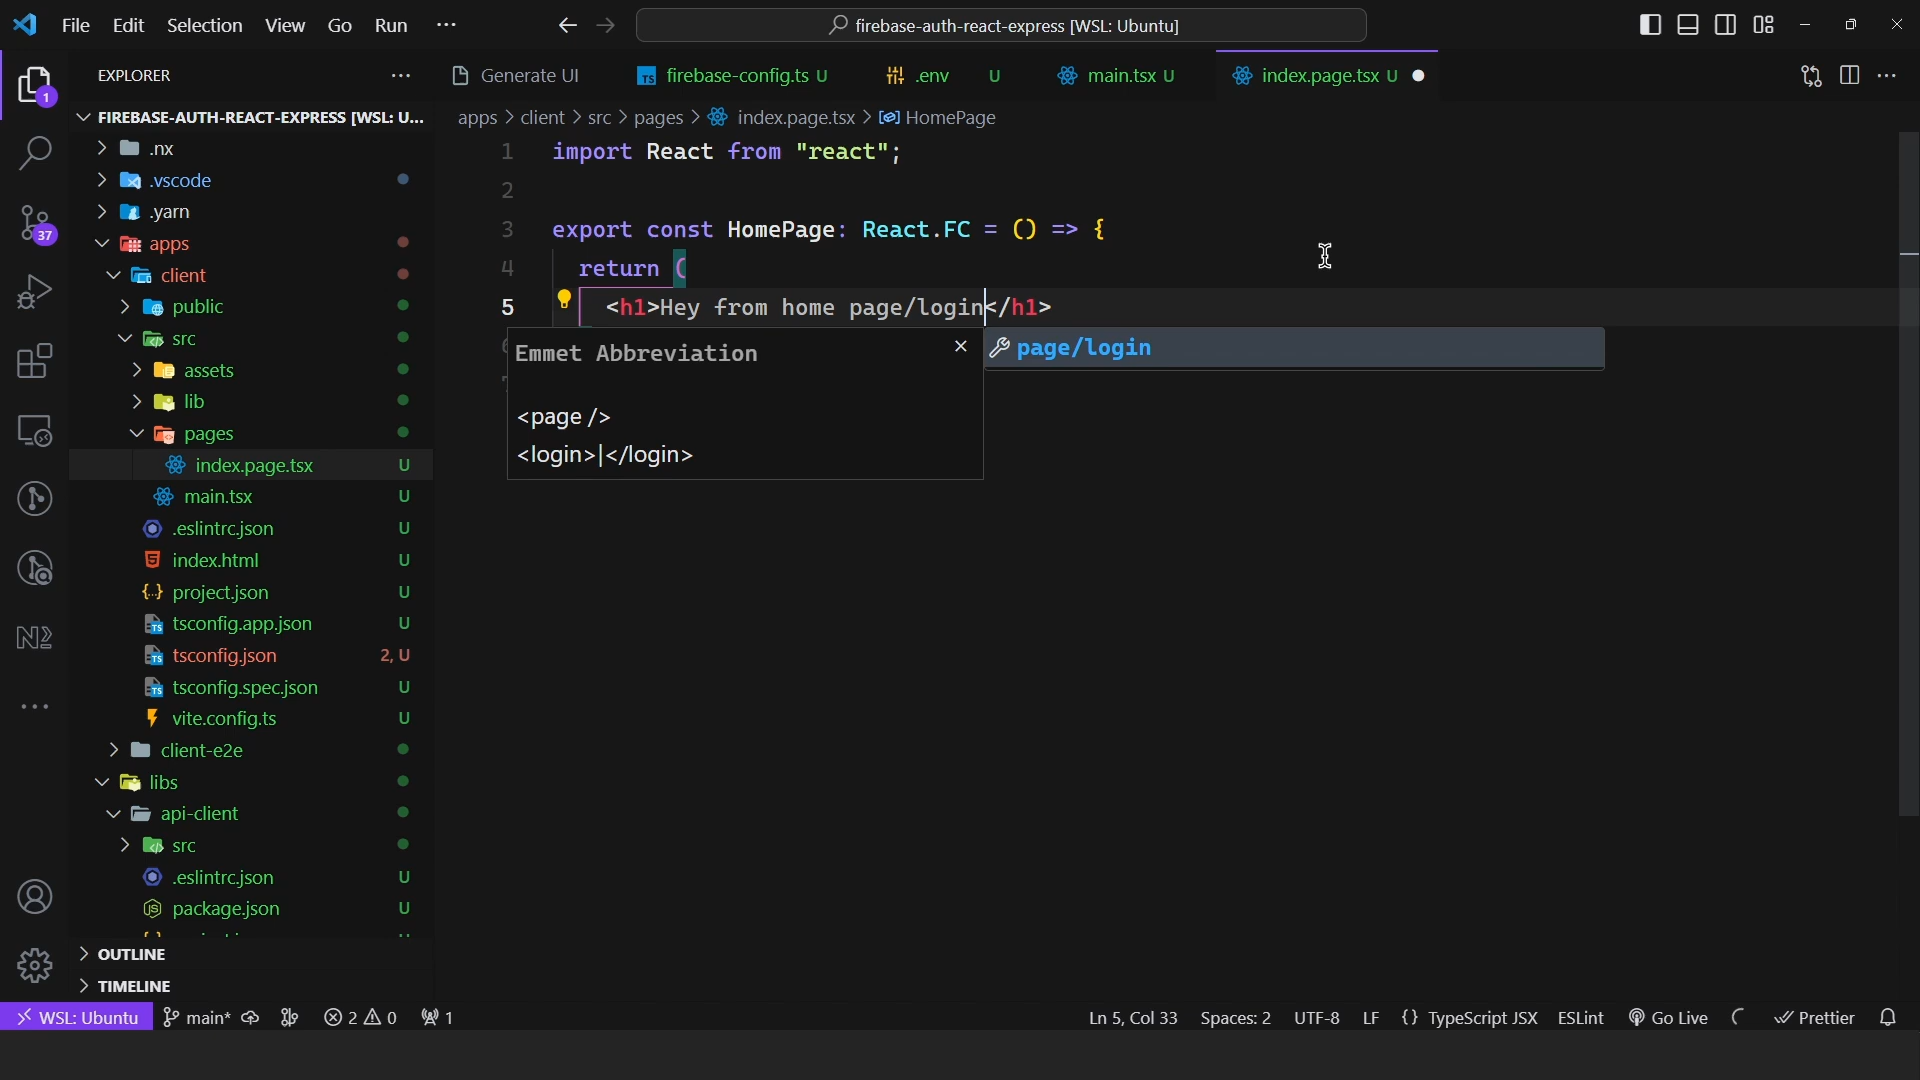 File Edit Selection View Go Run ···
firebase-auth-react-express [WSL: Ubuntu]
EXPLORER
Generate UI
firebase-config.ts U
.env U
main.tsx U
index.page.tsx U
1
37
FIREBASE-AUTH-REACT-EXPRESS [WSL: U...
apps > client > src > pages > index.page.tsx > HomePage
.nx
.vscode
.yarn
apps
client
public
src
assets
lib
pages
index.page.tsx U
main.tsx U
.eslintrc.json U
index.html U
project.json U
tsconfig.app.json U
tsconfig.json 2, U
tsconfig.spec.json U
vite.config.ts U
client-e2e
libs
api-client
src
.eslintrc.json U
package.json U
OUTLINE
TIMELINE
1 import React from "react";
2
3 export const HomePage: React.FC = () => {
4 return (
5 <h1>Hey from home page/login</h1>
Emmet Abbreviation
<page />
<login>|</login>
page/login
WSL: Ubuntu main* 2 0 1
Ln 5, Col 33 Spaces: 2 UTF-8 LF {} TypeScript JSX ESLint Go Live Prettier